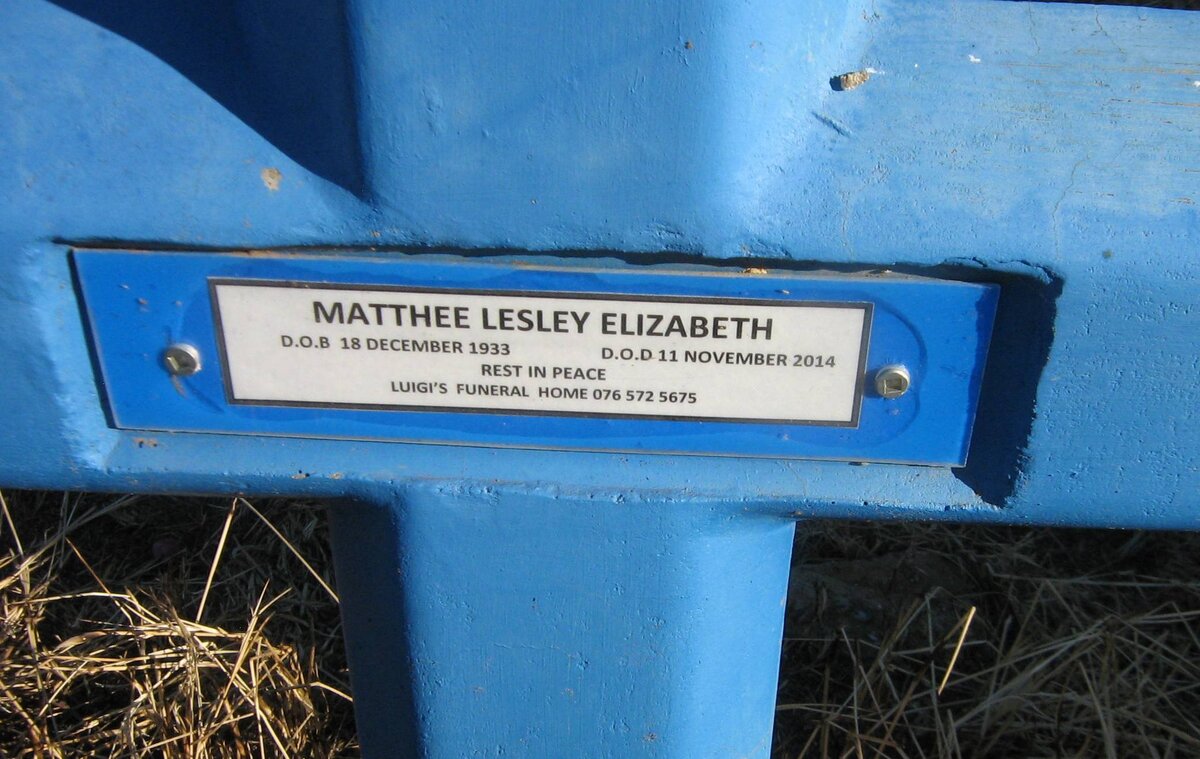 MATTHEE LESLEY ELIZABETH
D.O.B 18 DECEMBER 1933 D.O.D 11 NOVEMBER 2014
REST IN PEACE
LUIGI'S FUNERAL HOME 076 572 5675